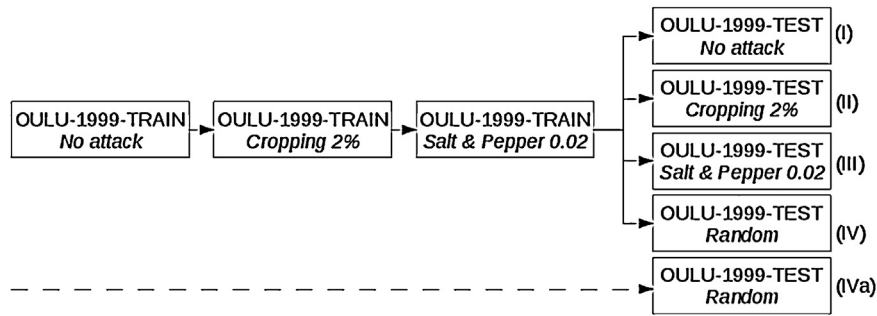 OULU-1999-TRAIN
No attack
OULU-1999-TRAIN
Cropping 2%
OULU-1999-TRAIN
Salt & Pepper 0.02
OULU-1999-TEST
No attack
(I)
OULU-1999-TEST
Cropping 2%
(II)
OULU-1999-TEST
Salt & Pepper 0.02
(III)
OULU-1999-TEST
Random
(IV)
OULU-1999-TEST
Random
(IVa)